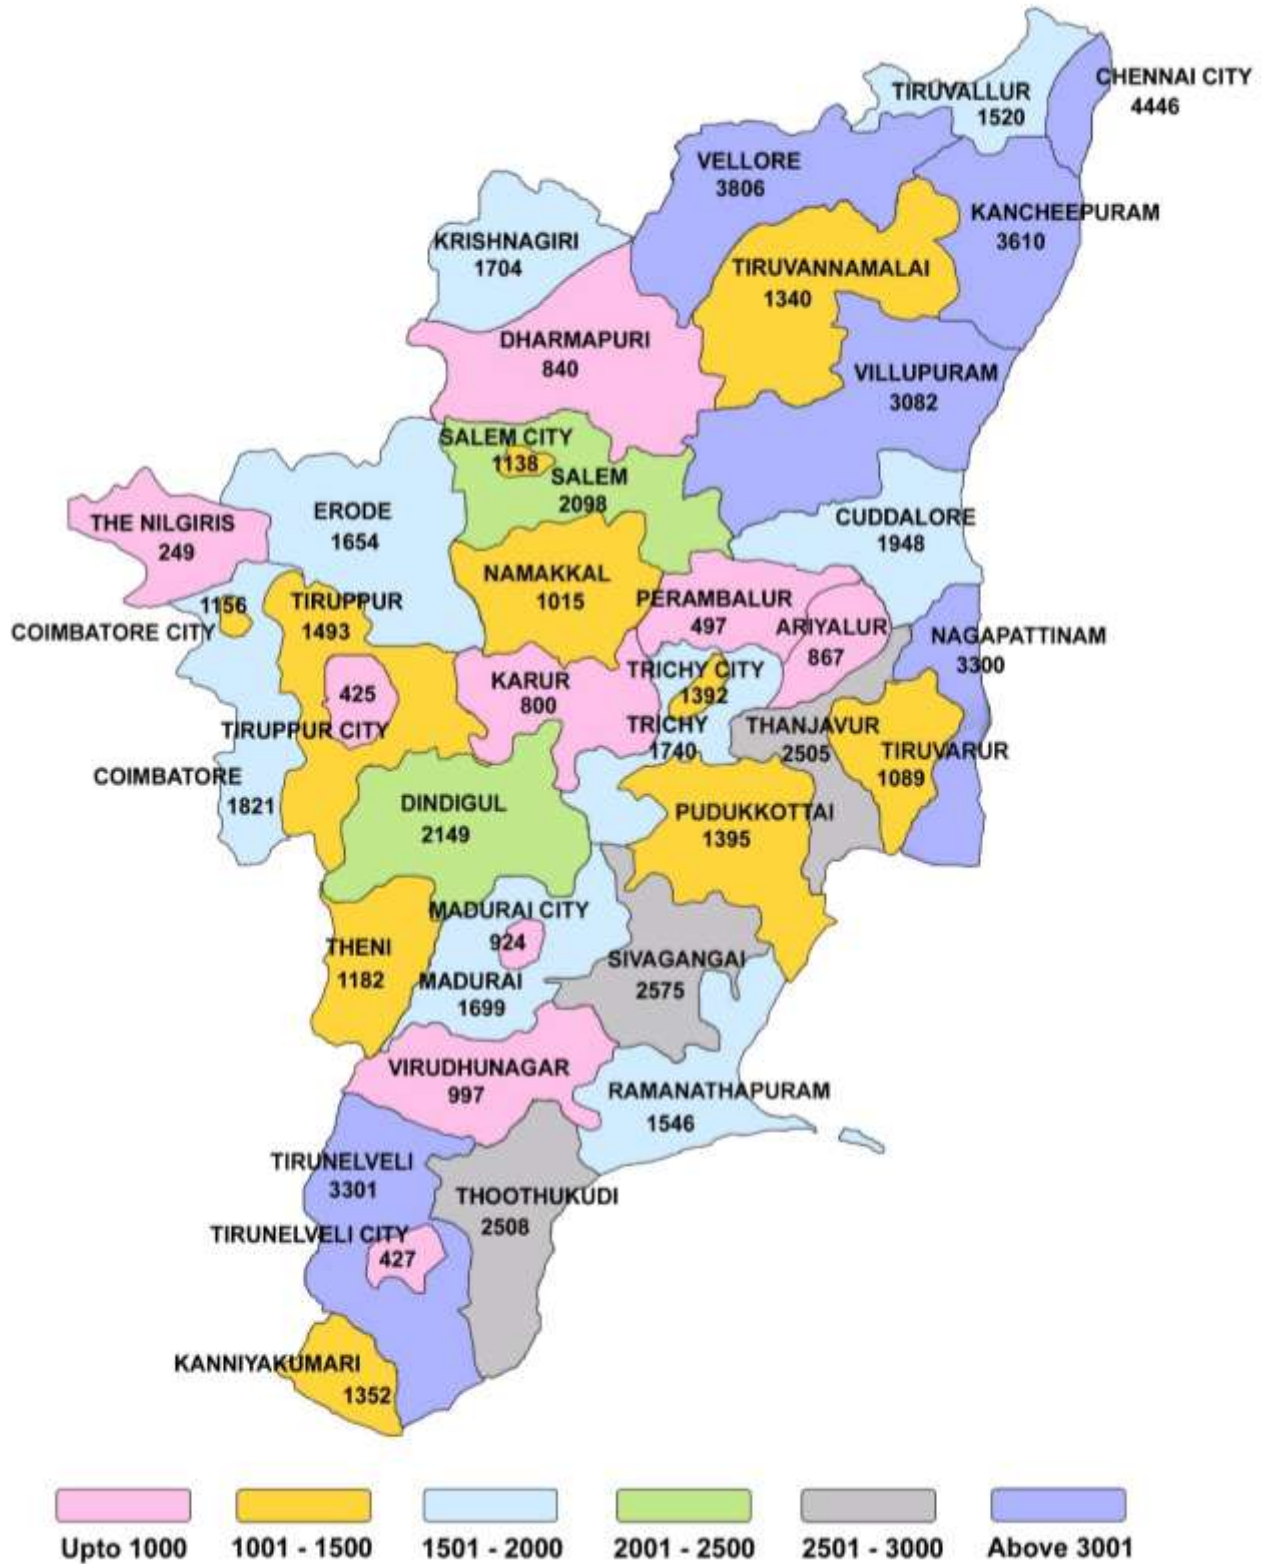 CHENNAI CITY
4446
TIRUVALLUR
1520
VELLORE
3806
KANCHEEPURAM
3610
KRISHNAGIRI
1704
TIRUVANNAMALAI
1340
DHARMAPURI
840
VILLUPURAM
3082
SALEM CITY
1138
SALEM
2098
THE NILGIRIS
249
ERODE
1654
CUDDALORE
1948
NAMAKKAL
1015
1156
COIMBATORE CITY
TIRUPPUR
1493
PERAMBALUR
497
ARIYALUR
867
NAGAPATTINAM
3300
KARUR
800
TRICHY CITY
1392
425
TIRUPPUR CITY
TRICHY
1740
THANJAVUR
2505
TIRUVARUR
1089
COIMBATORE
1821
DINDIGUL
2149
PUDUKKOTTAI
1395
MADURAI CITY
924
THENI
1182
MADURAI
1699
SIVAGANGAI
2575
VIRUDHUNAGAR
997
RAMANATHAPURAM
1546
TIRUNELVELI
3301
THOOTHUKUDI
2508
TIRUNELVELI CITY
427
KANNIYAKUMARI
1352
Upto 1000
1001 - 1500
1501 - 2000
2001 - 2500
2501 - 3000
Above 3001